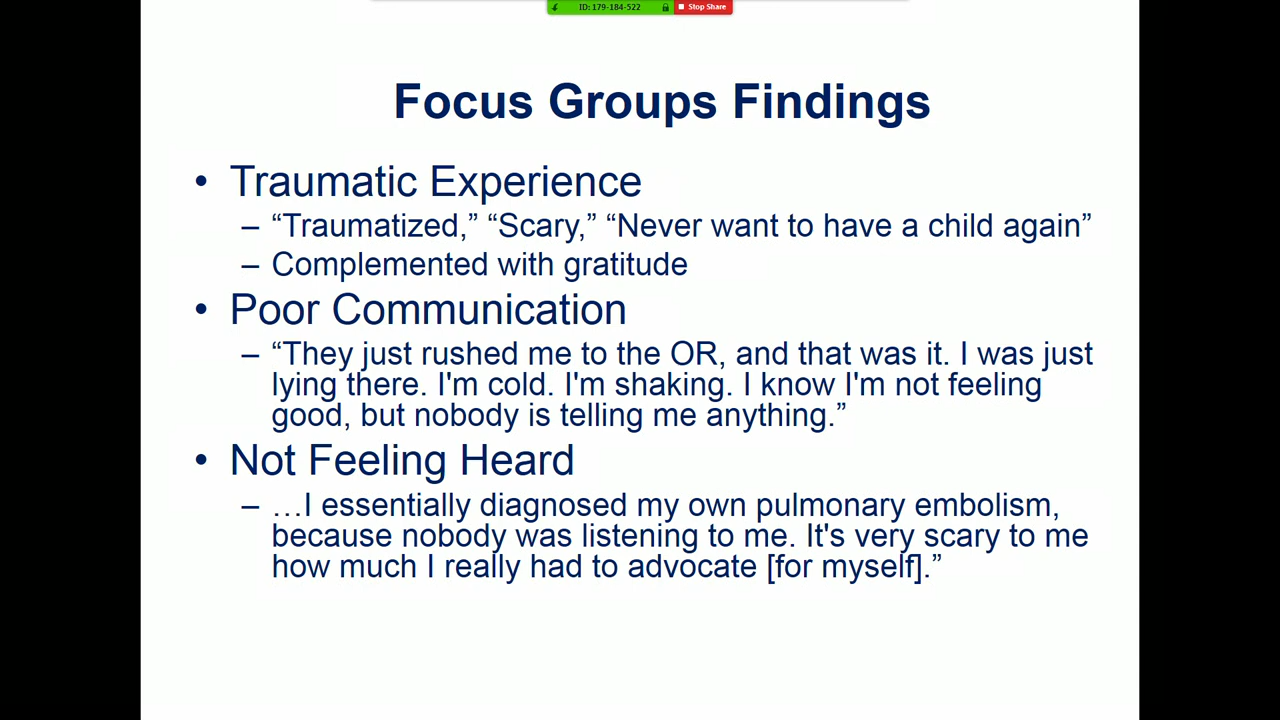 ID: 179-184-522
Stop Share
Focus Groups Findings
• Traumatic Experience
– “Traumatized,” “Scary,” “Never want to have a child again”
– Complemented with gratitude
• Poor Communication
– “They just rushed me to the OR, and that was it. I was just
lying there. I'm cold. I'm shaking. I know I'm not feeling
good, but nobody is telling me anything.”
• Not Feeling Heard
– …I essentially diagnosed my own pulmonary embolism,
because nobody was listening to me. It's very scary to me
how much I really had to advocate [for myself].”